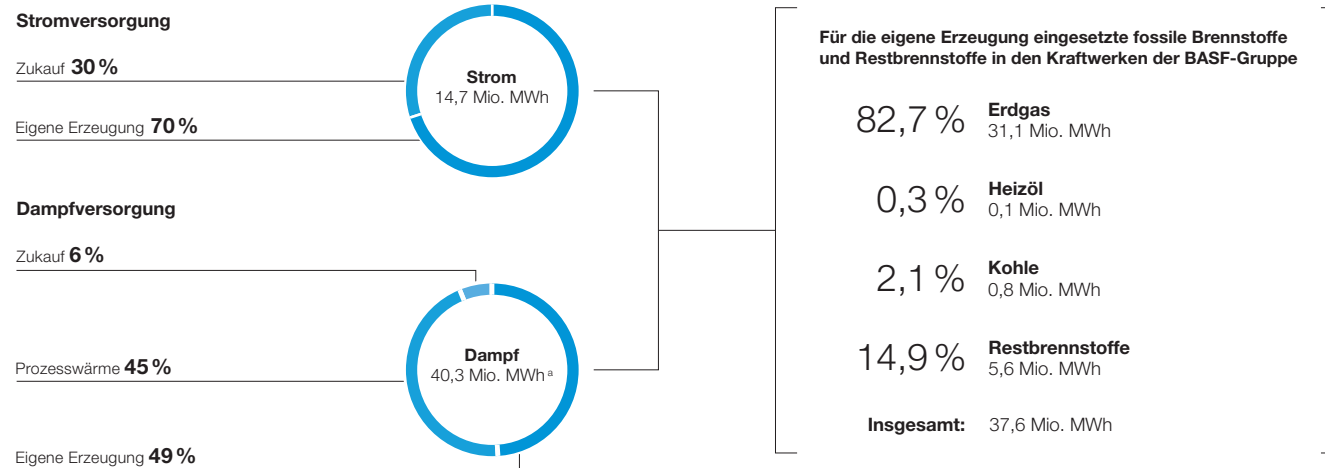 Stromversorgung
Zukauf 30 %
Eigene Erzeugung 70 %
Strom
14,7 Mio. MWh
Dampfversorgung
Zukauf 6 %
Prozesswärme 45 %
Eigene Erzeugung 49 %
Dampf
40,3 Mio. MWh a
Für die eigene Erzeugung eingesetzte fossile Brennstoffe
und Restbrennstoffe in den Kraftwerken der BASF-Gruppe
82,7 % Erdgas
31,1 Mio. MWh
0,3 % Heizöl
0,1 Mio. MWh
2,1 % Kohle
0,8 Mio. MWh
14,9 % Restbrennstoffe
5,6 Mio. MWh
Insgesamt: 37,6 Mio. MWh